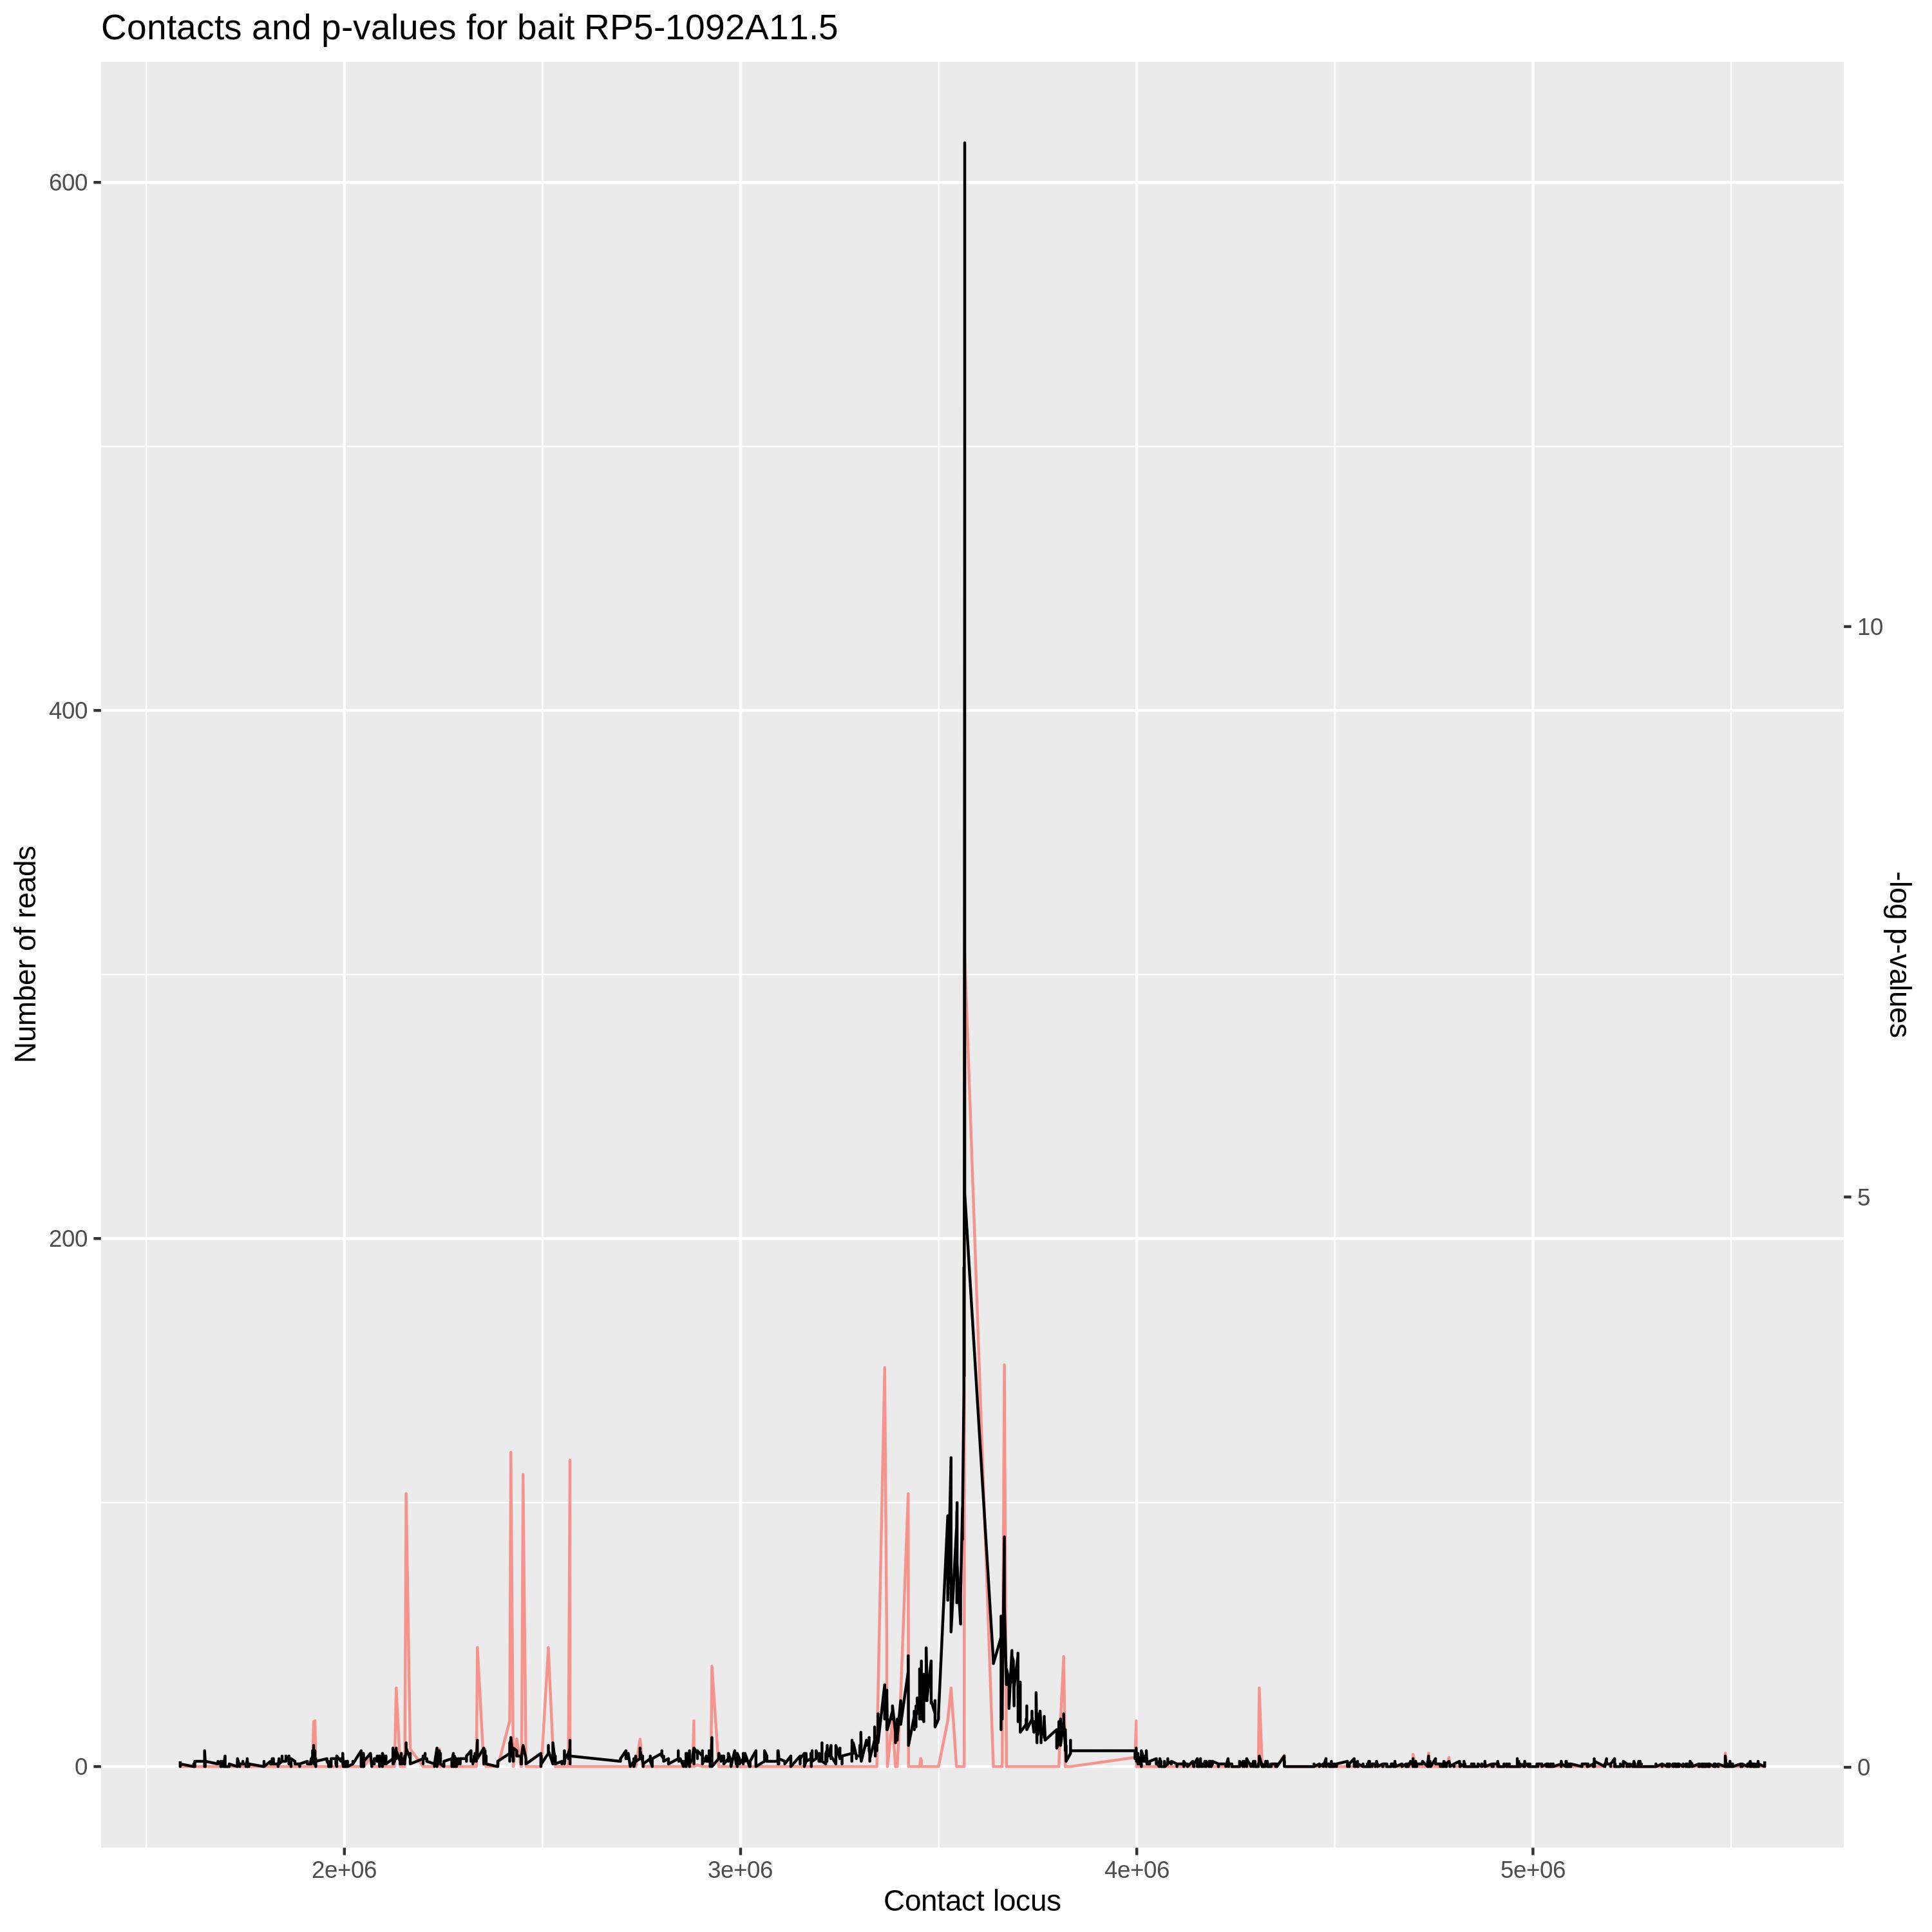 Contacts and p-values for bait RP5-1092A11.5
600
400
200
0
Number of reads
10
5
0
-log p-values
2e+06
3e+06
4e+06
5e+06
Contact locus